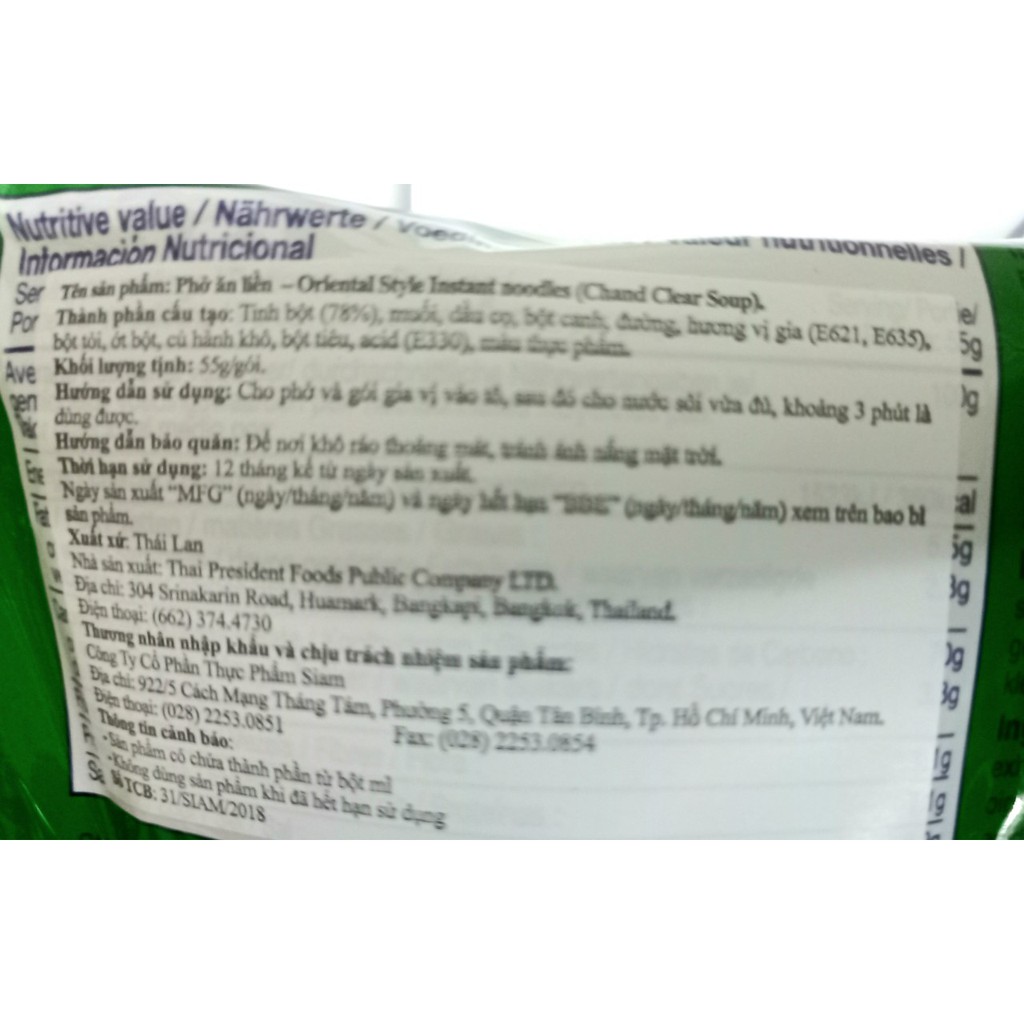 Nutritive value / Nährwerte /
nutritionnelles /
Información Nutricional
Tên sản phẩm: Phở ăn liền – Oriental Style Instant noodles (Chand Clear Soup).
Thành phần cấu tạo: Tinh bột (78%), muối, dầu cọ, bột canh, đường, hương vị gia (E621, E635),
bột tỏi, ớt bột, củ hành khô, bột tiêu, acid (E330), màu thực phẩm.
Khối lượng tịnh: 55g/gói.
Hướng dẫn sử dụng: Cho phở và gói gia vị vào tô, sau đó cho nước sôi vừa đủ, khoảng 3 phút là
dùng được.
Hướng dẫn bảo quản: Để nơi khô ráo thoáng mát, tránh ánh nắng mặt trời.
Thời hạn sử dụng: 12 tháng kể từ ngày sản xuất.
Ngày sản xuất "MFG" (ngày/tháng/năm) và ngày hết hạn "BBE" (ngày/tháng/năm) xem trên bao bì
sản phẩm.
Xuất xứ: Thái Lan
Nhà sản xuất: Thai President Foods Public Company LTD.
Địa chỉ: 304 Srinakarin Road, Huamark, Bangkapi, Bangkok, Thailand.
Điện thoại: (662) 374.4730
Thương nhân nhập khẩu và chịu trách nhiệm sản phẩm:
Công Ty Cổ Phần Thực Phẩm Siam
Địa chỉ: 922/5 Cách Mạng Tháng Tám, Phường 5, Quận Tân Bình, Tp. Hồ Chí Minh, Việt Nam.
Điện thoại: (028) 2253.0851 Fax: (028) 2253.0854
Thông tin cảnh báo:
*Sản phẩm có chứa thành phần từ bột mì
*Không dùng sản phẩm khi đã hết hạn sử dụng
Số TCB: 31/SIAM/2018